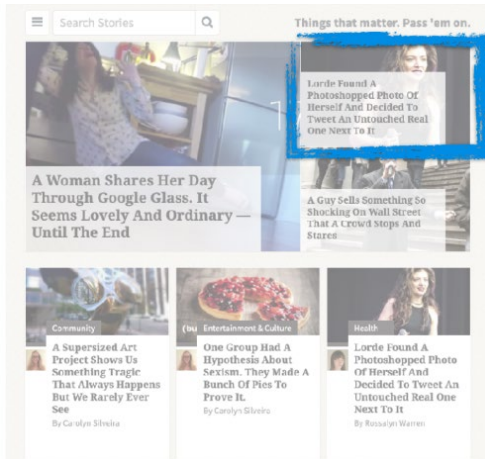 Search Stories
Things that matter. Pass 'em on.
Lorde Found A
Photoshopped Photo Of
Herself And Decided To
Tweet An Untouched Real
One Next To It
A Woman Shares Her Day
Through Google Glass. It
Seems Lovely And Ordinary —
Until The End
A Guy Sells Something So
Shocking On Wall Street
That A Crowd Stops And
Stares
Community
A Supersized Art
Project Shows Us
Something Tragic
That Always Happens
But We Rarely Ever
See
By Carolyn Silveira
Entertainment & Culture
One Group Had A
Hypothesis About
Sexism. They Made A
Bunch Of Pies To
Prove It.
By Carolyn Silveira
Health
Lorde Found A
Photoshopped Photo
Of Herself And
Decided To Tweet An
Untouched Real One
Next To It
By Rossalyn Warren